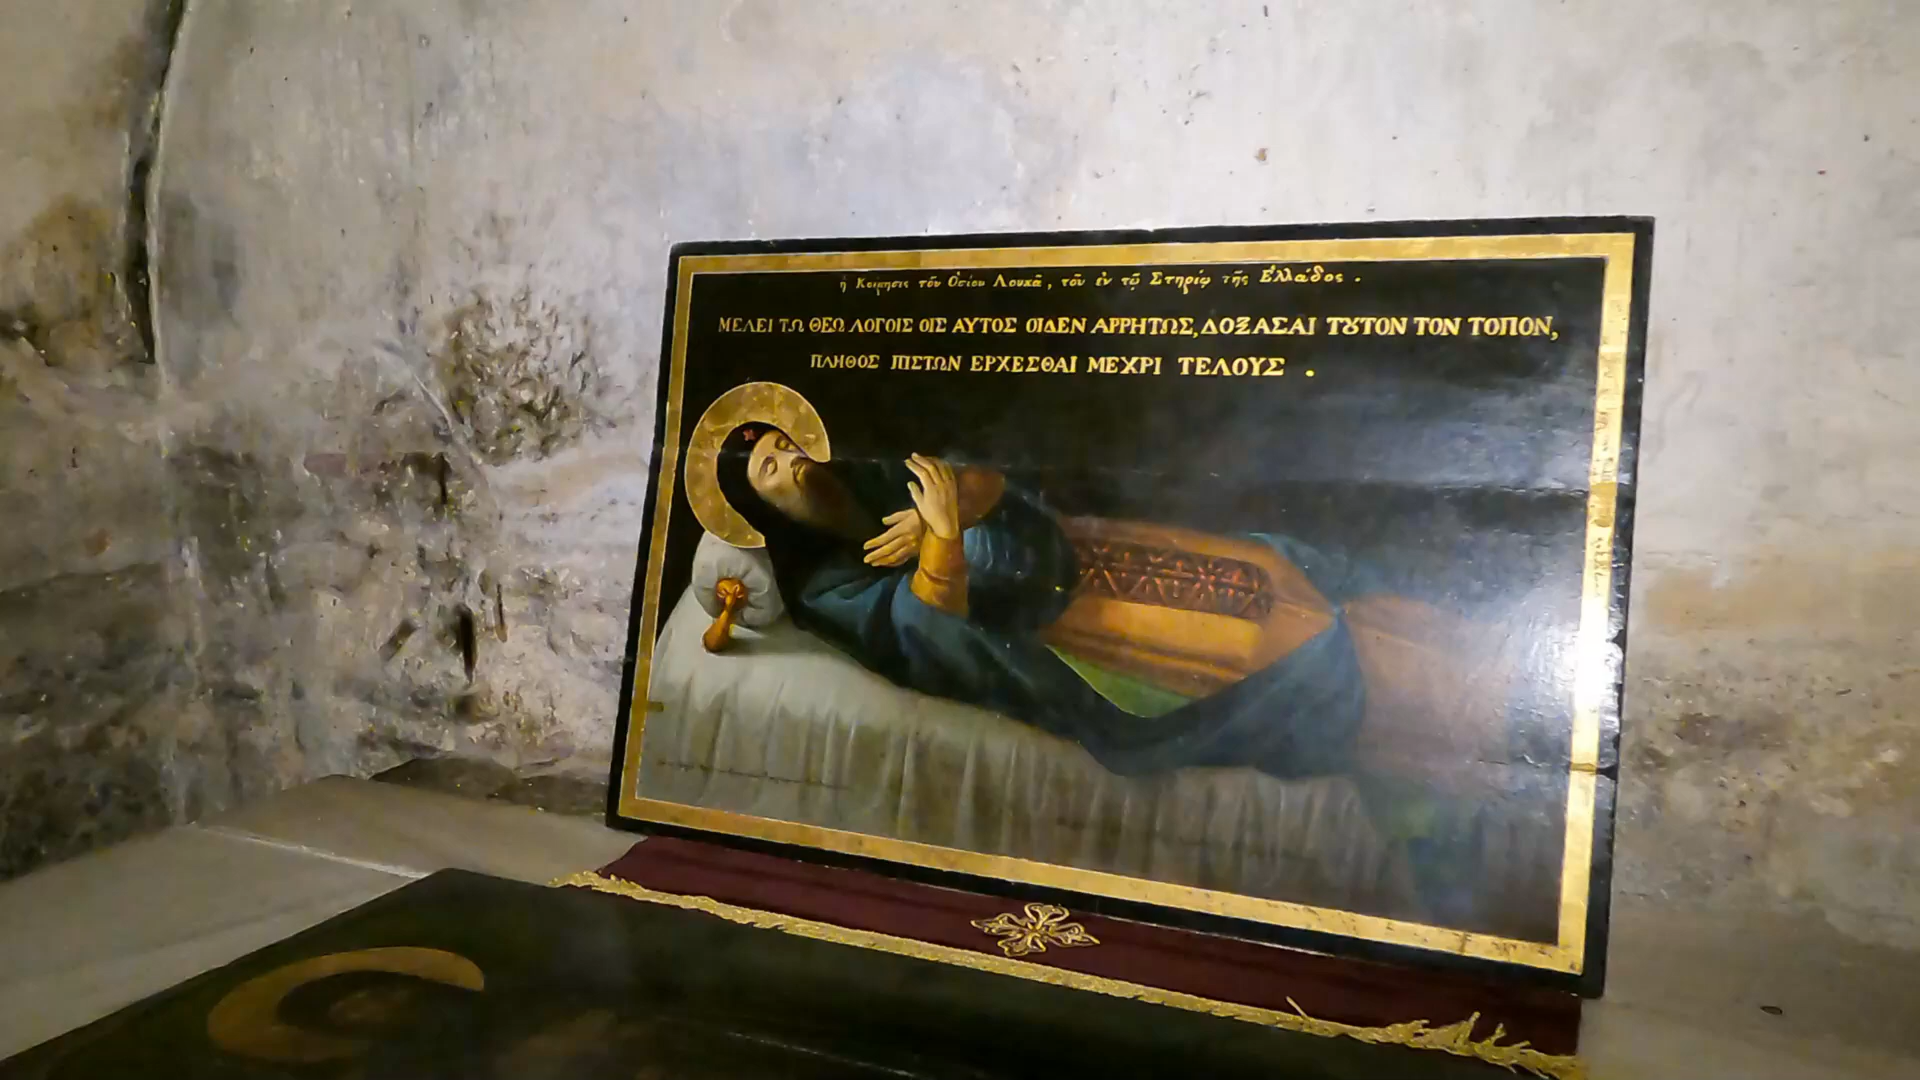 ἡ Κοίμησις τοῦ Ὁσίου Λουκᾶ, τοῦ ἐν τῷ Στηρίῳ τῆς Ἑλλάδος.
ΜΕΛΕΙ ΤΩ ΘΕΩ ΛΟΓΟΙΣ ΟΙΣ ΑΥΤΟΣ ΟΙΔΕΝ ΑΡΡΗΤΩΣ, ΔΟΞΑΣΑΙ ΤȢΤΟΝ ΤΟΝ ΤΟΠΟΝ,
ΠΛΗΘΟΣ ΠΙΣΤΩΝ ΕΡΧΕΣΘΑΙ ΜΕΧΡΙ ΤΕΛΟΥΣ.